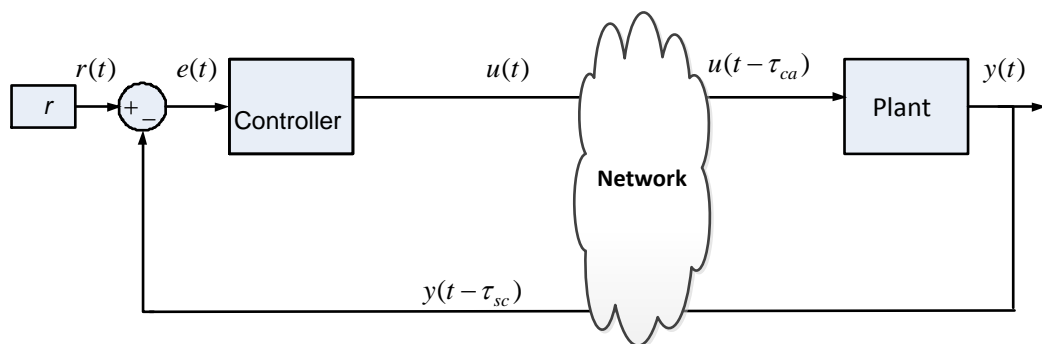 r(t)
e(t)
u(t)
u(t − τ_ca)
y(t)
r
+
−
Controller
Plant
Network
y(t − τ_sc)